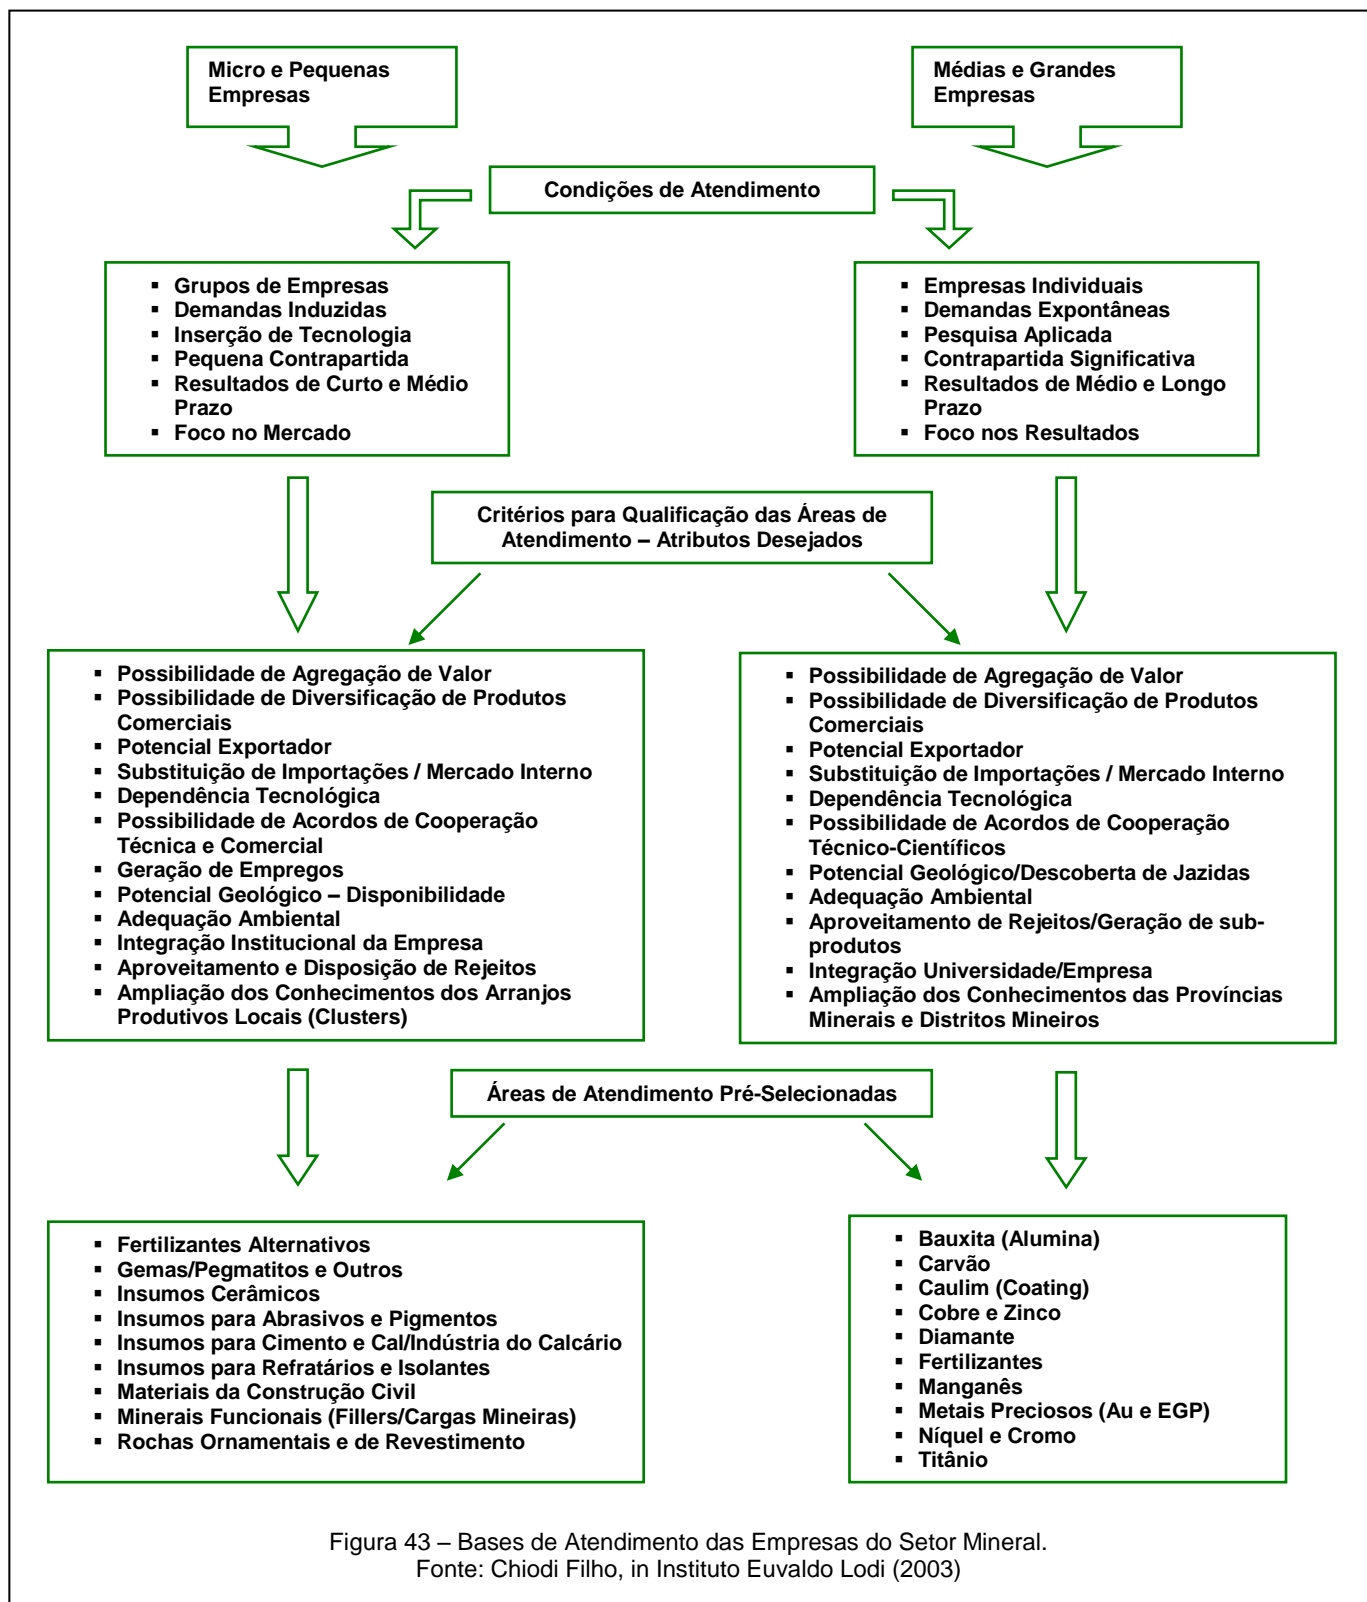 Micro e Pequenas
Empresas
Médias e Grandes
Empresas
Condições de Atendimento
▪ Grupos de Empresas
▪ Demandas Induzidas
▪ Inserção de Tecnologia
▪ Pequena Contrapartida
▪ Resultados de Curto e Médio
Prazo
▪ Foco no Mercado
▪ Empresas Individuais
▪ Demandas Expontâneas
▪ Pesquisa Aplicada
▪ Contrapartida Significativa
▪ Resultados de Médio e Longo
Prazo
▪ Foco nos Resultados
Critérios para Qualificação das Áreas de
Atendimento – Atributos Desejados
▪ Possibilidade de Agregação de Valor
▪ Possibilidade de Diversificação de Produtos
Comerciais
▪ Potencial Exportador
▪ Substituição de Importações / Mercado Interno
▪ Dependência Tecnológica
▪ Possibilidade de Acordos de Cooperação
Técnica e Comercial
▪ Geração de Empregos
▪ Potencial Geológico – Disponibilidade
▪ Adequação Ambiental
▪ Integração Institucional da Empresa
▪ Aproveitamento e Disposição de Rejeitos
▪ Ampliação dos Conhecimentos dos Arranjos
Produtivos Locais (Clusters)
▪ Possibilidade de Agregação de Valor
▪ Possibilidade de Diversificação de Produtos
Comerciais
▪ Potencial Exportador
▪ Substituição de Importações / Mercado Interno
▪ Dependência Tecnológica
▪ Possibilidade de Acordos de Cooperação
Técnico-Científicos
▪ Potencial Geológico/Descoberta de Jazidas
▪ Adequação Ambiental
▪ Aproveitamento de Rejeitos/Geração de sub-
produtos
▪ Integração Universidade/Empresa
▪ Ampliação dos Conhecimentos das Províncias
Minerais e Distritos Mineiros
Áreas de Atendimento Pré-Selecionadas
▪ Fertilizantes Alternativos
▪ Gemas/Pegmatitos e Outros
▪ Insumos Cerâmicos
▪ Insumos para Abrasivos e Pigmentos
▪ Insumos para Cimento e Cal/Indústria do Calcário
▪ Insumos para Refratários e Isolantes
▪ Materiais da Construção Civil
▪ Minerais Funcionais (Fillers/Cargas Mineiras)
▪ Rochas Ornamentais e de Revestimento
▪ Bauxita (Alumina)
▪ Carvão
▪ Caulim (Coating)
▪ Cobre e Zinco
▪ Diamante
▪ Fertilizantes
▪ Manganês
▪ Metais Preciosos (Au e EGP)
▪ Níquel e Cromo
▪ Titânio
Figura 43 – Bases de Atendimento das Empresas do Setor Mineral.
Fonte: Chiodi Filho, in Instituto Euvaldo Lodi (2003)